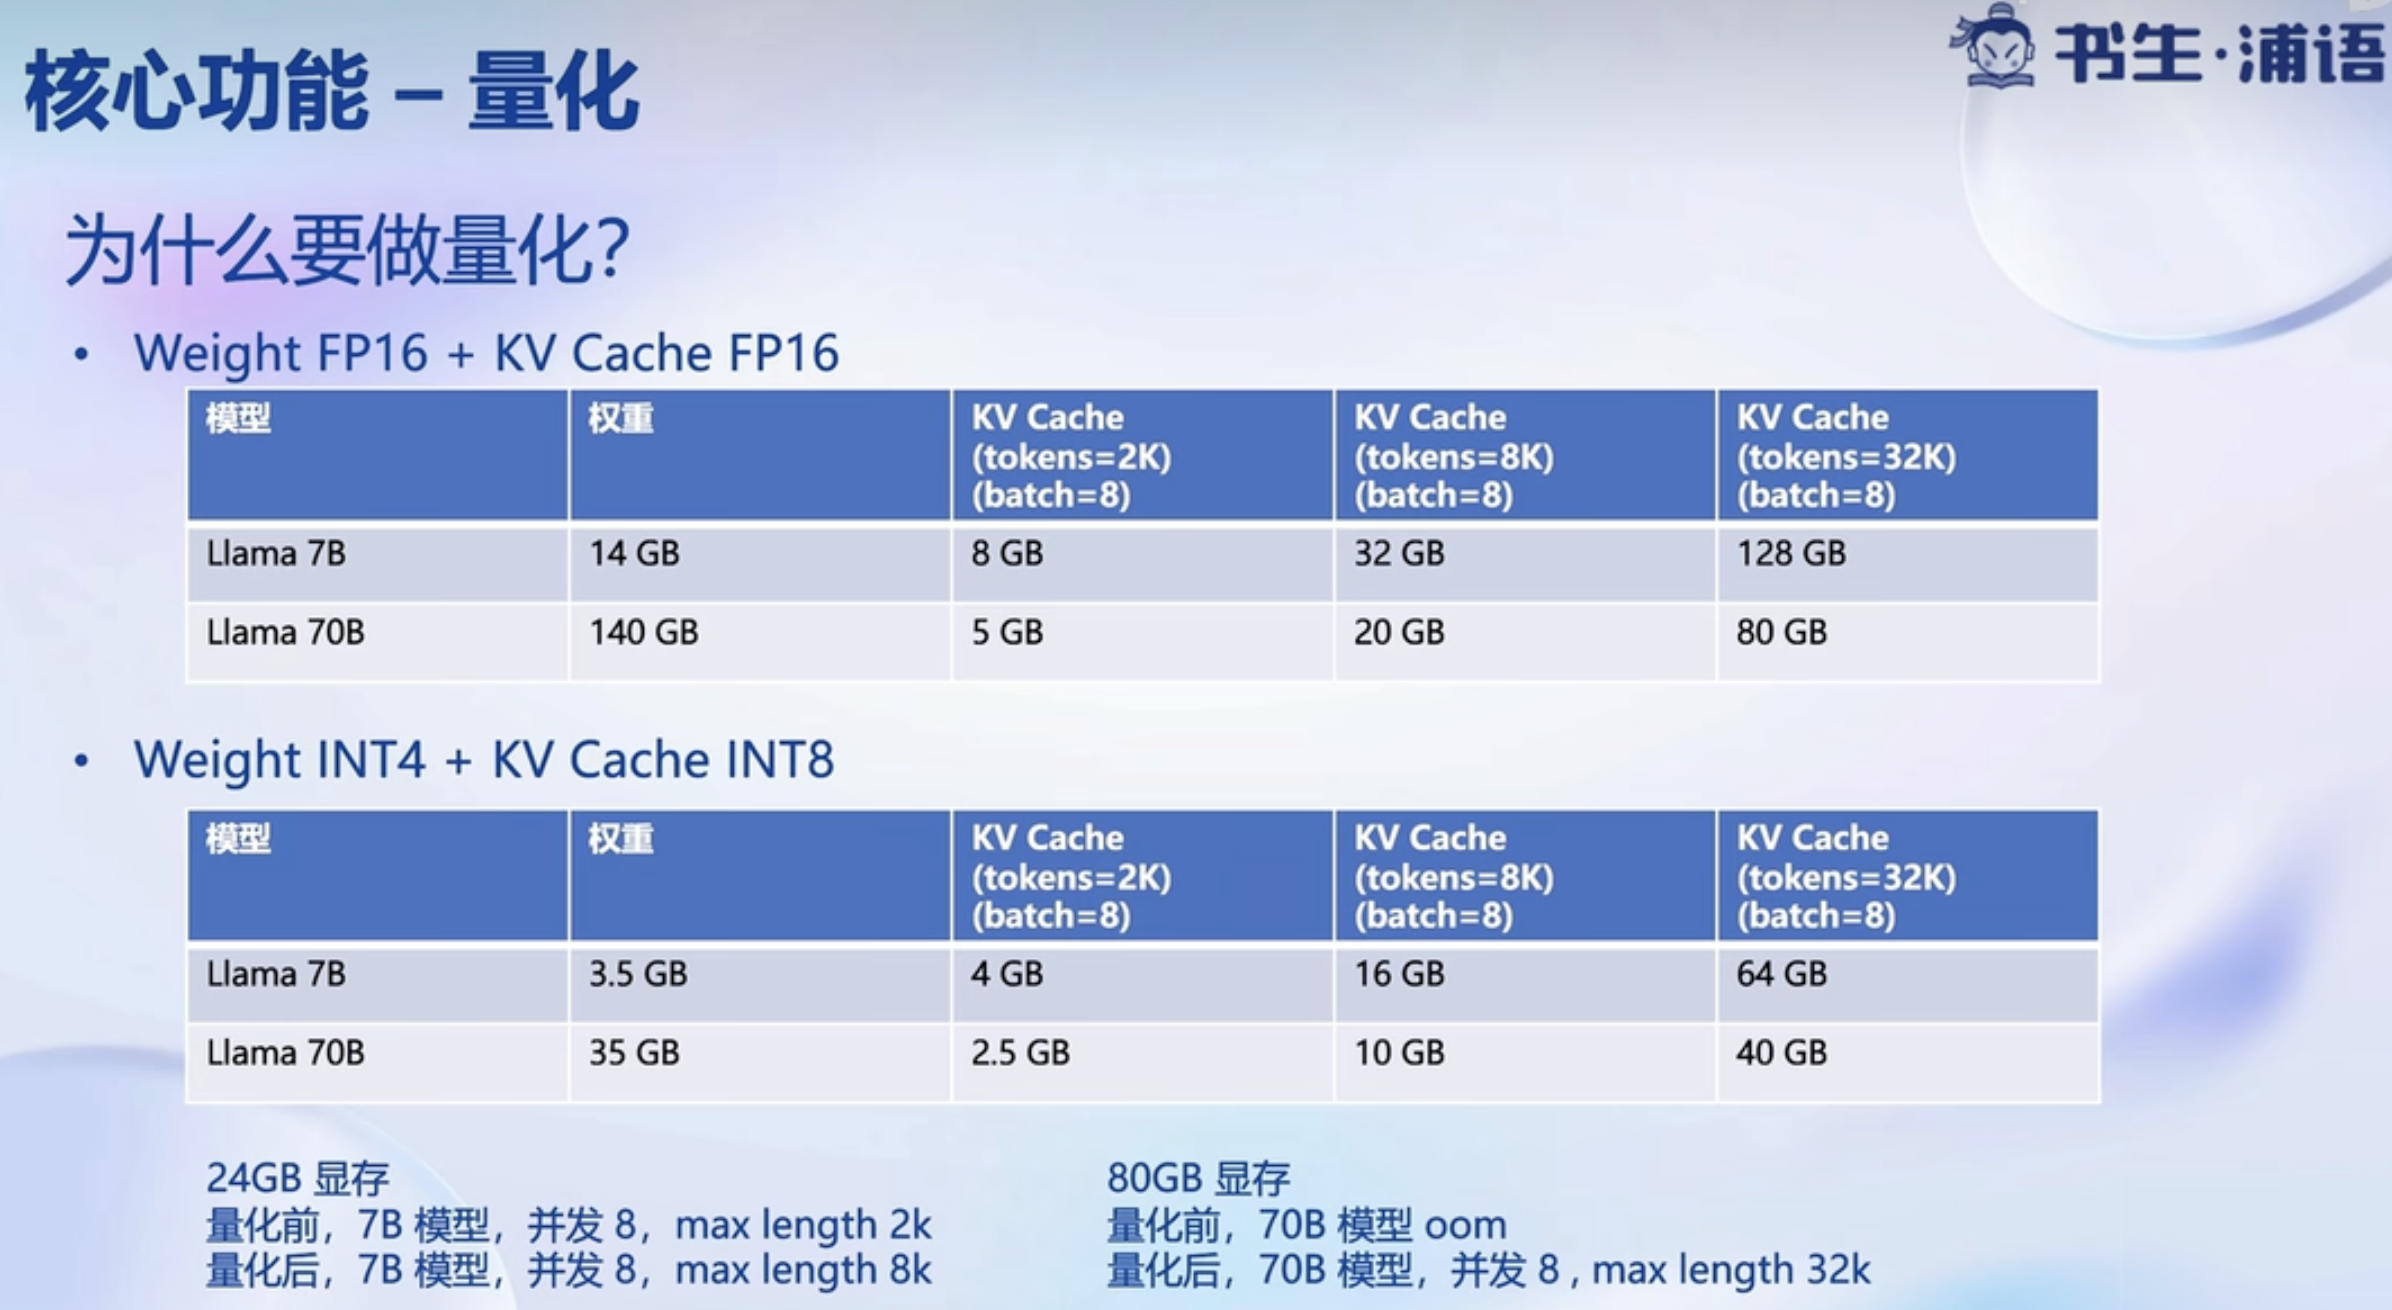 核心功能 – 量化
书生·浦语
为什么要做量化?
• Weight FP16 + KV Cache FP16
模型 权重 KV Cache (tokens=2K) (batch=8) KV Cache (tokens=8K) (batch=8) KV Cache (tokens=32K) (batch=8)
Llama 7B 14 GB 8 GB 32 GB 128 GB
Llama 70B 140 GB 5 GB 20 GB 80 GB
• Weight INT4 + KV Cache INT8
模型 权重 KV Cache (tokens=2K) (batch=8) KV Cache (tokens=8K) (batch=8) KV Cache (tokens=32K) (batch=8)
Llama 7B 3.5 GB 4 GB 16 GB 64 GB
Llama 70B 35 GB 2.5 GB 10 GB 40 GB
24GB 显存
量化前，7B 模型，并发 8，max length 2k
量化后，7B 模型，并发 8，max length 8k
80GB 显存
量化前，70B 模型 oom
量化后，70B 模型，并发 8 , max length 32k